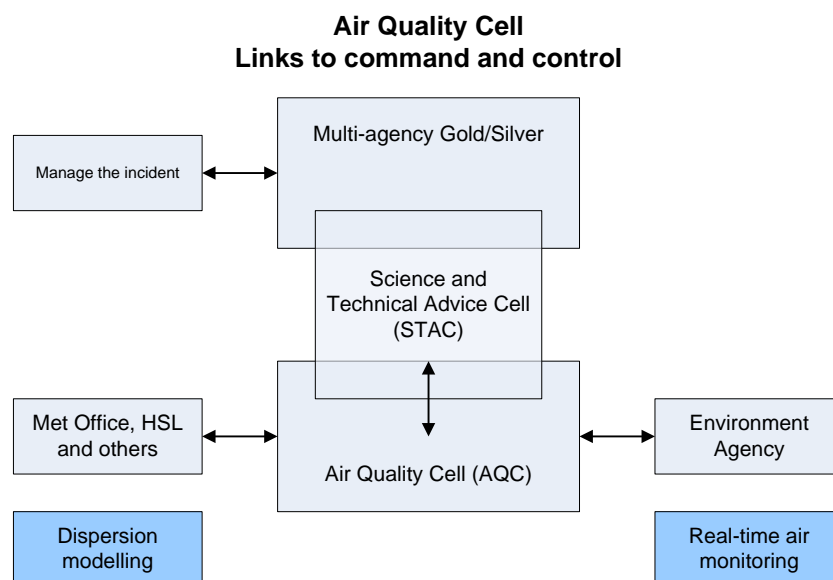 Air Quality Cell
Links to command and control
Multi-agency Gold/Silver
Manage the incident
Science and
Technical Advice Cell
(STAC)
Met Office, HSL
and others
Environment
Agency
Air Quality Cell (AQC)
Dispersion
modelling
Real-time air
monitoring